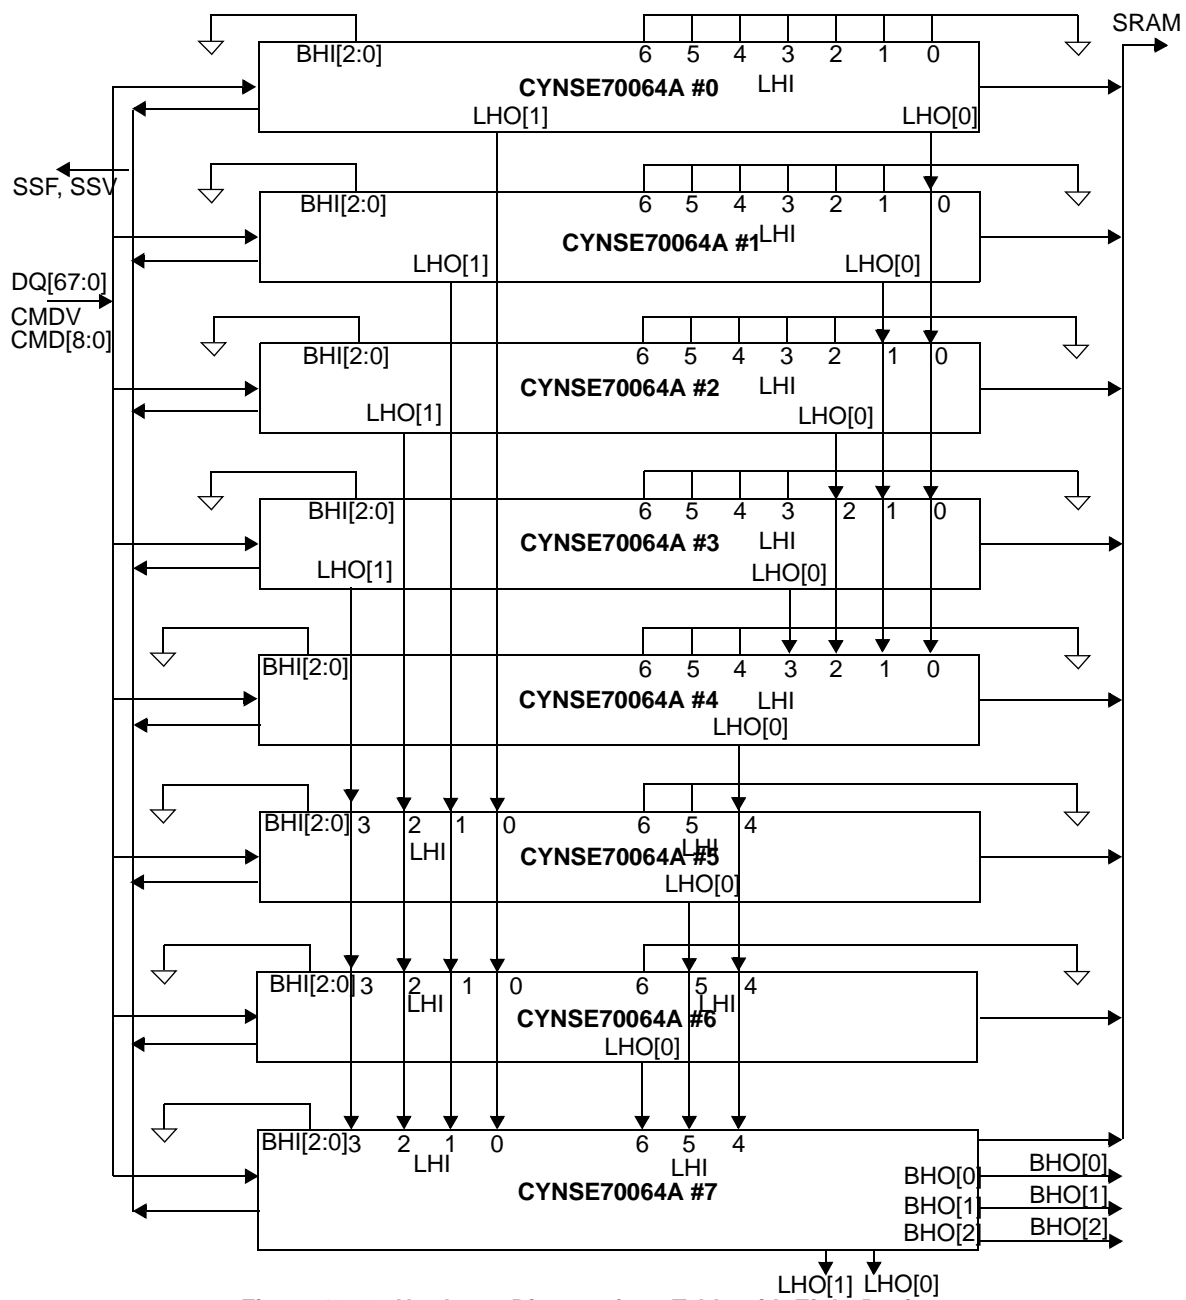 SRAM
BHI[2:0] 6 5 4 3 2 1 0
CYNSE70064A #0 LHI
LHO[1] LHO[0]
SSF, SSV
BHI[2:0] 6 5 4 3 2 1 0
CYNSE70064A #1 LHI
LHO[1] LHO[0]
DQ[67:0]
CMDV
CMD[8:0]
BHI[2:0] 6 5 4 3 2 1 0
CYNSE70064A #2 LHI
LHO[1] LHO[0]
BHI[2:0] 6 5 4 3 2 1 0
CYNSE70064A #3 LHI
LHO[1] LHO[0]
BHI[2:0] 6 5 4 3 2 1 0
CYNSE70064A #4 LHI
LHO[0]
BHI[2:0] 3 2 1 0 6 5 4
LHI CYNSE70064A #5 LHI
LHO[0]
BHI[2:0] 3 2 1 0 6 5 4
LHI LHI
CYNSE70064A #6
LHO[0]
BHI[2:0] 3 2 1 0 6 5 4
LHI LHI
CYNSE70064A #7
BHO[0] BHO[0]
BHO[1] BHO[1]
BHO[2] BHO[2]
LHO[1] LHO[0]